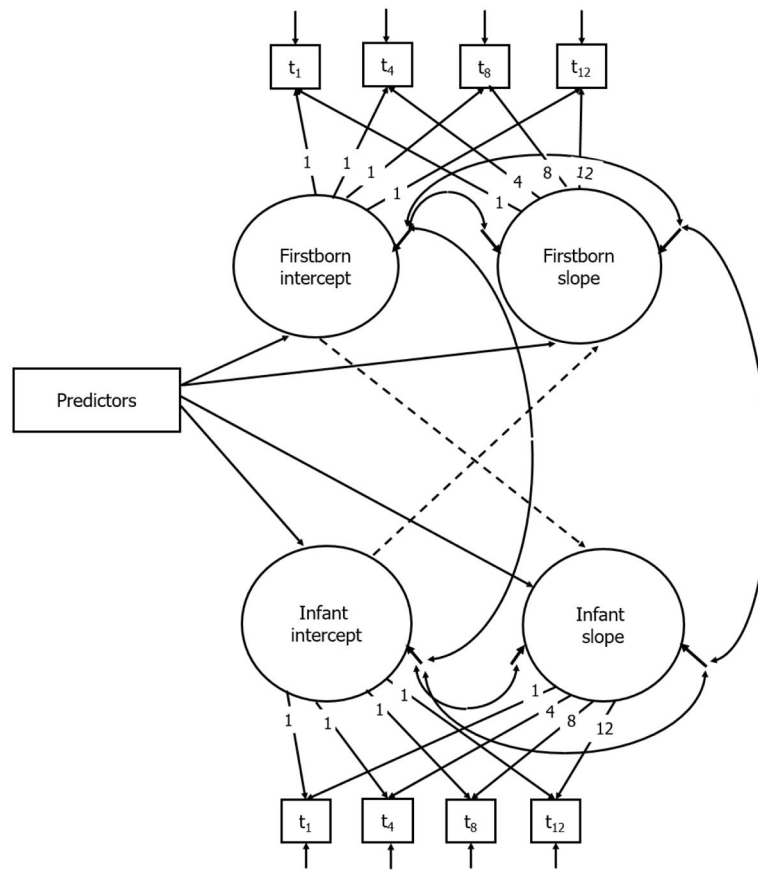 t₁ t₄ t₈ t₁₂
1 1 1 1 1 4 8 12
Firstborn
intercept
Firstborn
slope
Predictors
Infant
intercept
Infant
slope
1 1 1 1 1 4 8 12
t₁ t₄ t₈ t₁₂